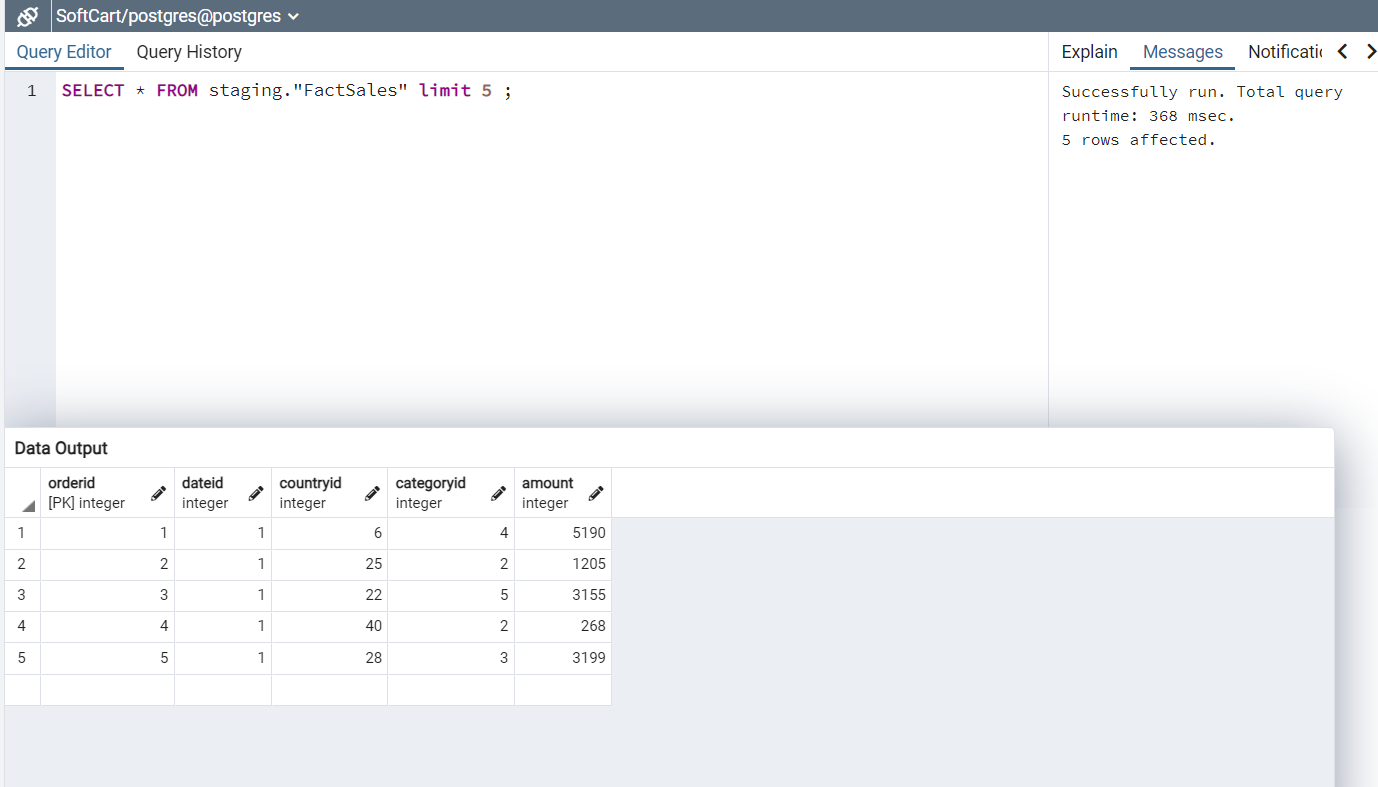 SoftCart/postgres@postgres
Query Editor Query History
Explain Messages Notificatic
1 SELECT * FROM staging."FactSales" limit 5 ;
Successfully run. Total query
runtime: 368 msec.
5 rows affected.
Data Output
orderid dateid countryid categoryid amount
[PK] integer integer integer integer integer
1 1 1 6 4 5190
2 2 1 25 2 1205
3 3 1 22 5 3155
4 4 1 40 2 268
5 5 1 28 3 3199